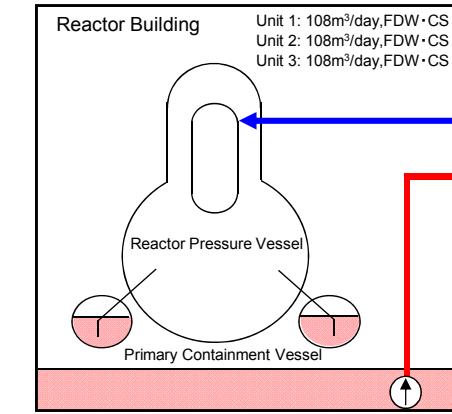 Reactor Building
Unit 1: 108m³/day,FDW・CS
Unit 2: 108m³/day,FDW・CS
Unit 3: 108m³/day,FDW・CS
Reactor Pressure Vessel
Primary Containment Vessel